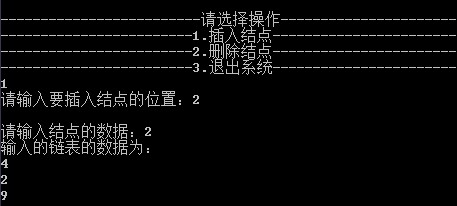 -------------------------请选择操作----------------------
------------------------1.插入结点-----------------------
------------------------2.删除结点-----------------------
------------------------3.退出系统-----------------------
1
请输入要插入结点的位置：2
请输入结点的数据：2
输入的链表的数据为：
4
2
9